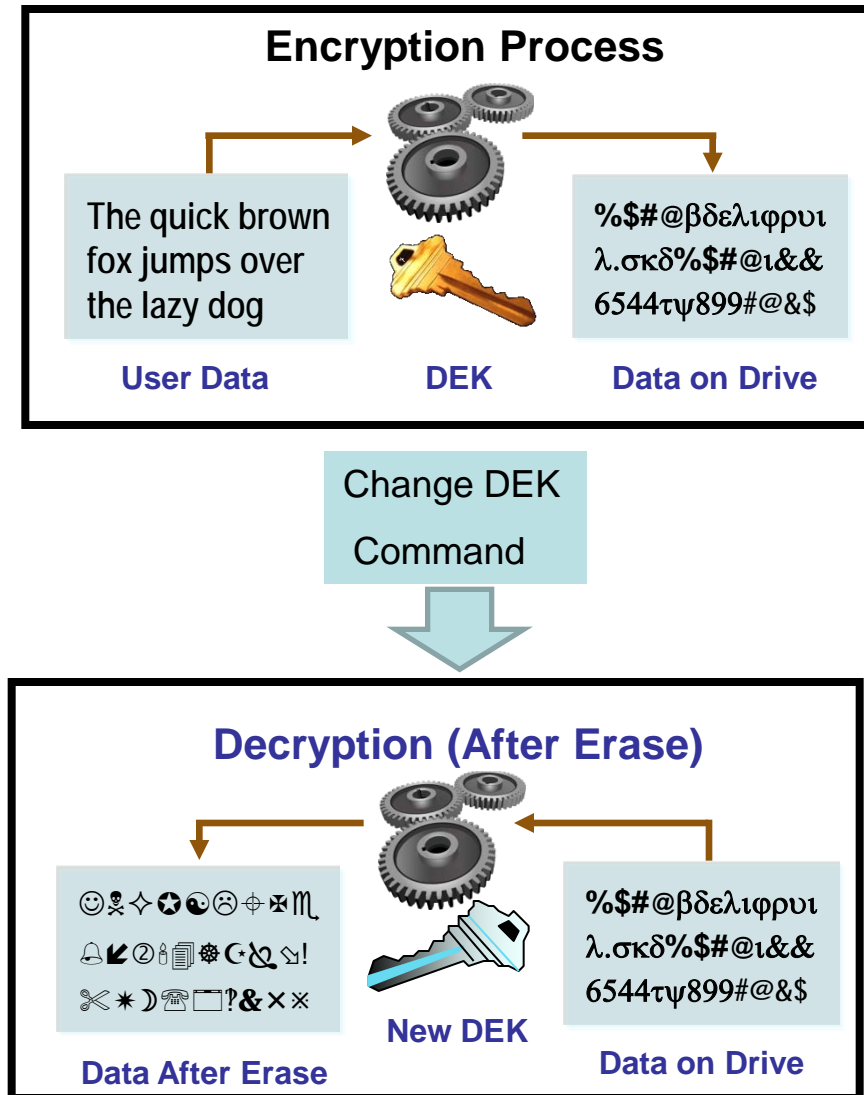 Encryption Process
The quick brown
fox jumps over
the lazy dog
%$#@βδελιφρυι
λ.σκδ%$#@ι&&
6544τψ899#@&$
User Data
DEK
Data on Drive
Change DEK
Command
Decryption (After Erase)
☺☠✧✪☯☹⌖✠♏
🔔↙②🕯🗐☸☪✆⇘!
✂✶☽☏🗔‽&✕※
%$#@βδελιφρυι
λ.σκδ%$#@ι&&
6544τψ899#@&$
New DEK
Data After Erase
Data on Drive